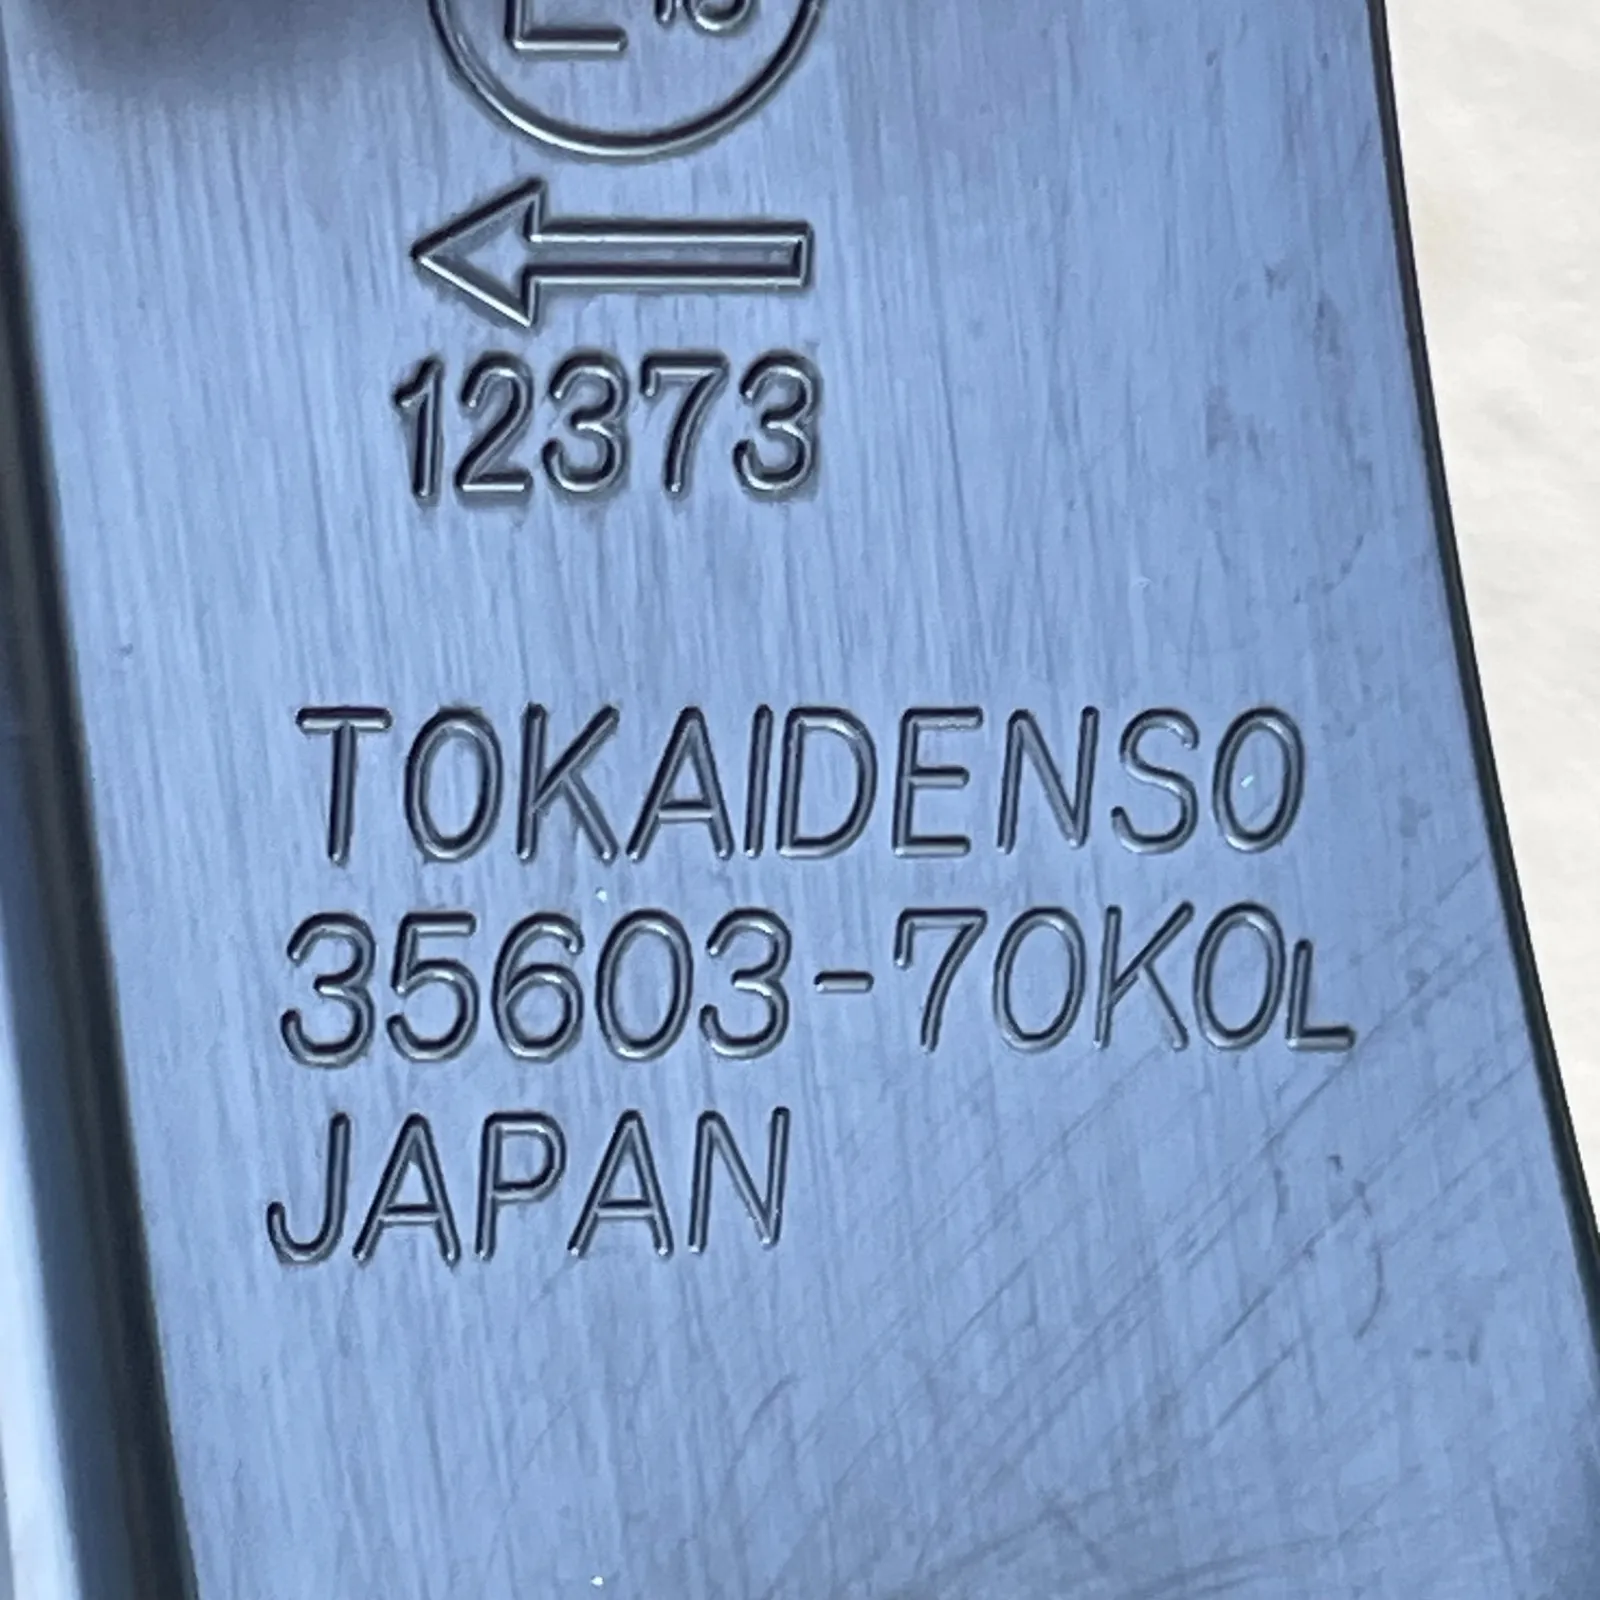 12373
TOKAIDENSO
35603-70K0L
JAPAN